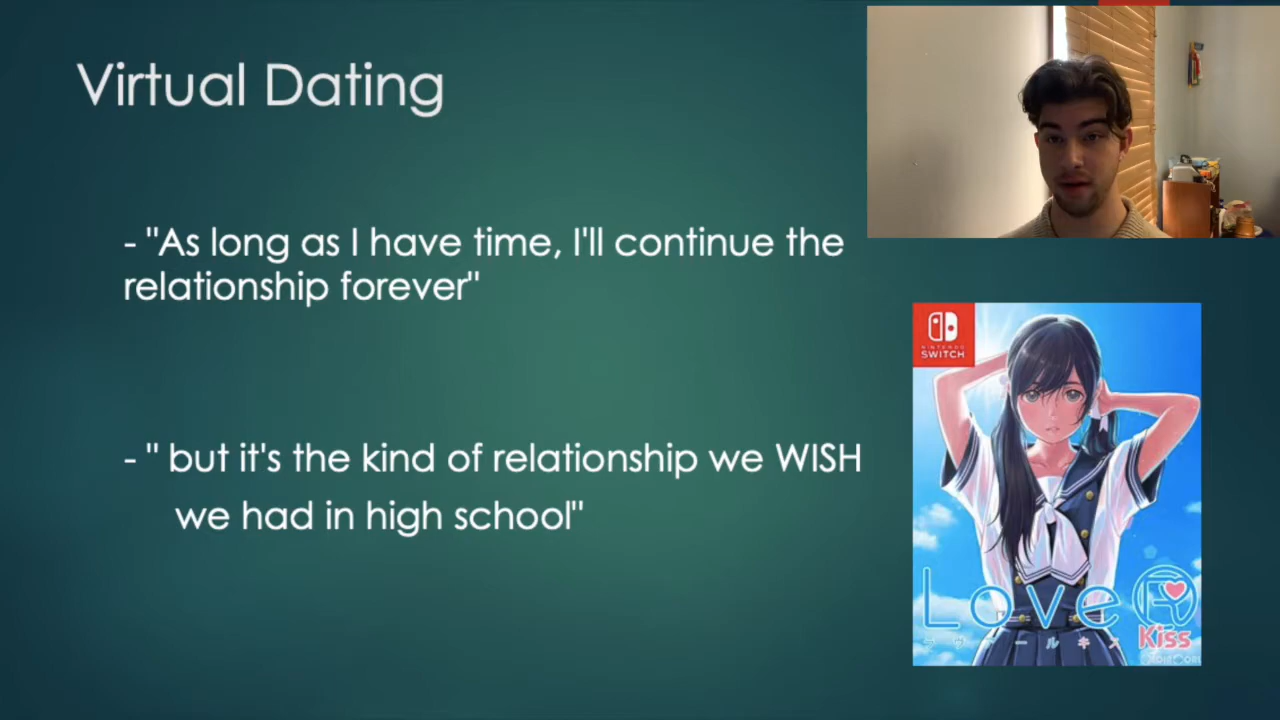 Virtual Dating
- "As long as I have time, I'll continue the
relationship forever"
- " but it's the kind of relationship we WISH
we had in high school"
NINTENDO
SWITCH
LoveR
Kiss